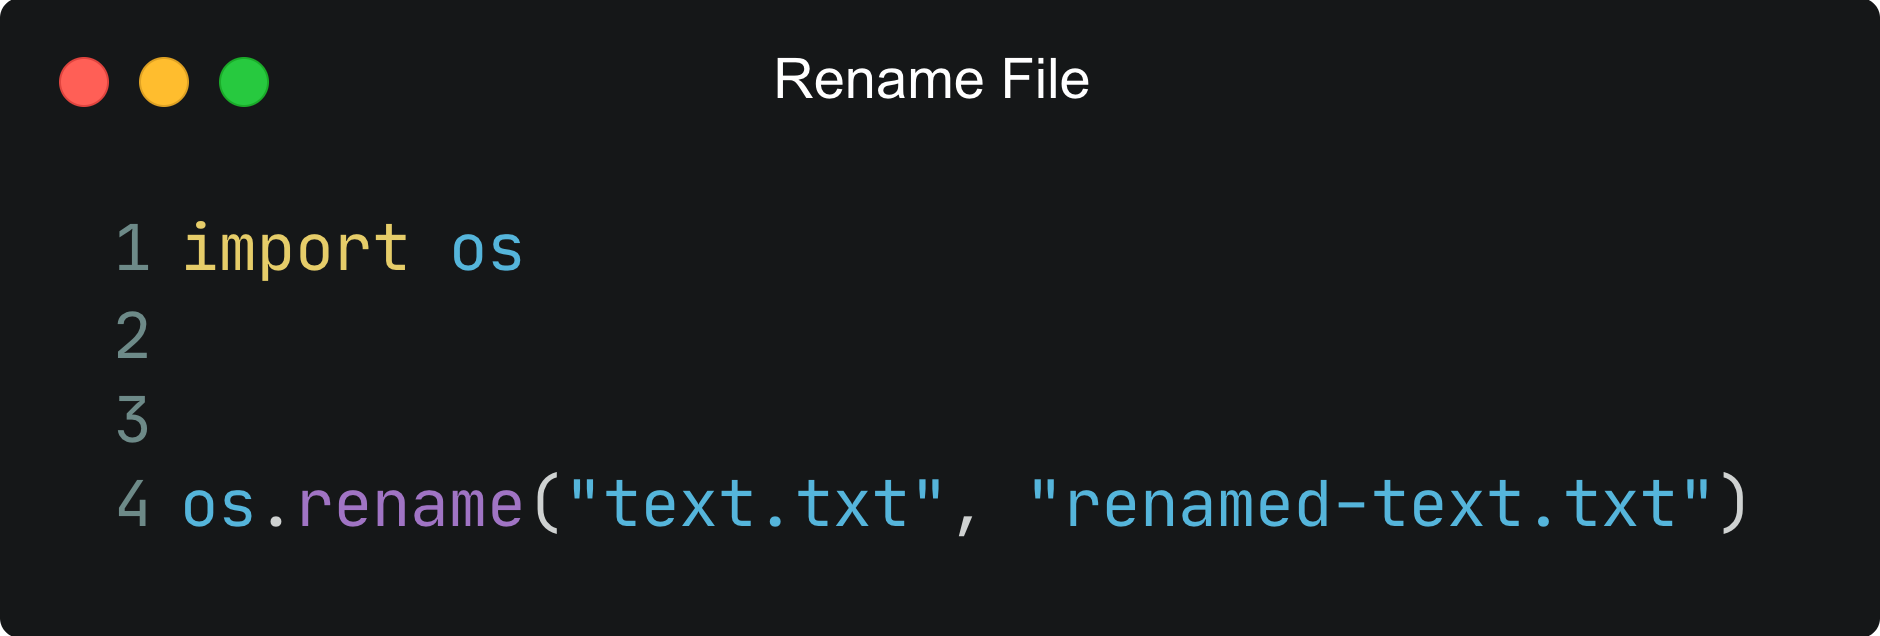 Rename File
1 import os
2
3
4 os.rename("text.txt", "renamed-text.txt")